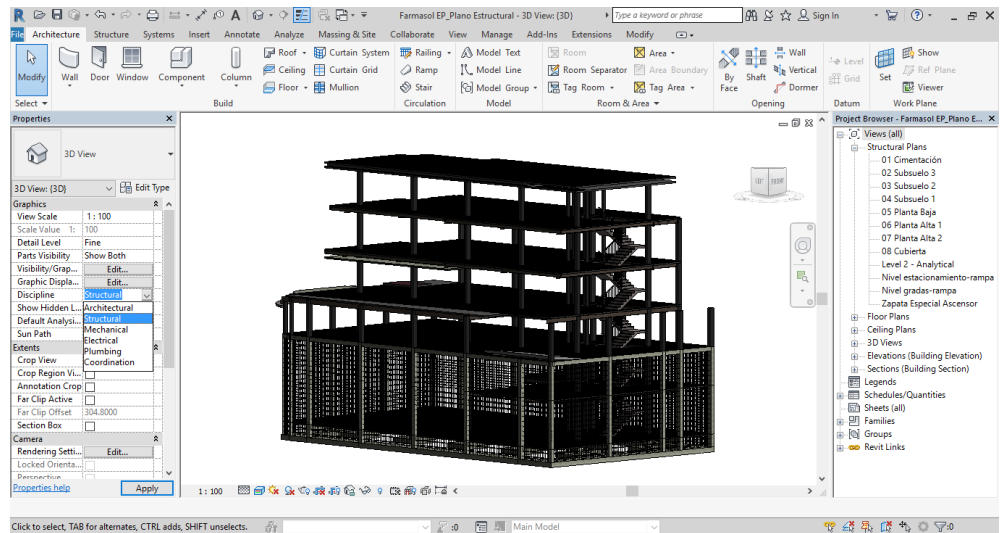 Farmasol EP_Plano Estructural - 3D View: {3D}
Type a keyword or phrase
Sign In
File Architecture Structure Systems Insert Annotate Analyze Massing & Site Collaborate View Manage Add-Ins Extensions Modify
Modify
Wall
Door
Window
Component
Column
Roof
Ceiling
Floor
Curtain System
Curtain Grid
Mullion
Railing
Ramp
Stair
Model Text
Model Line
Model Group
Room
Room Separator
Tag Room
Area
Area Boundary
Tag Area
By
Face
Shaft
Wall
Vertical
Dormer
Level
Grid
Set
Show
Ref Plane
Viewer
Select
Build
Circulation
Model
Room & Area
Opening
Datum
Work Plane
Properties
3D View
3D View: {3D}
Edit Type
Graphics
View Scale 1 : 100
Scale Value 1: 100
Detail Level Fine
Parts Visibility Show Both
Visibility/Grap... Edit...
Graphic Displa... Edit...
Discipline Structural
Show Hidden L...
Default Analysi...
Sun Path
Architectural
Structural
Mechanical
Electrical
Plumbing
Coordination
Extents
Crop View
Crop Region Vi...
Annotation Crop
Far Clip Active
Far Clip Offset 304.8000
Section Box
Camera
Rendering Setti... Edit...
Locked Orienta...
Perspective
Properties help
Apply
FRONT
1 : 100
Project Browser - Farmasol EP_Plano E...
Views (all)
Structural Plans
01 Cimentación
02 Subsuelo 3
03 Subsuelo 2
04 Subsuelo 1
05 Planta Baja
06 Planta Alta 1
07 Planta Alta 2
08 Cubierta
Level 2 - Analytical
Nivel estacionamiento-rampa
Nivel gradas-rampa
Zapata Especial Ascensor
Floor Plans
Ceiling Plans
3D Views
Elevations (Building Elevation)
Sections (Building Section)
Legends
Schedules/Quantities
Sheets (all)
Families
Groups
Revit Links
Click to select, TAB for alternates, CTRL adds, SHIFT unselects.
:0
Main Model
:0